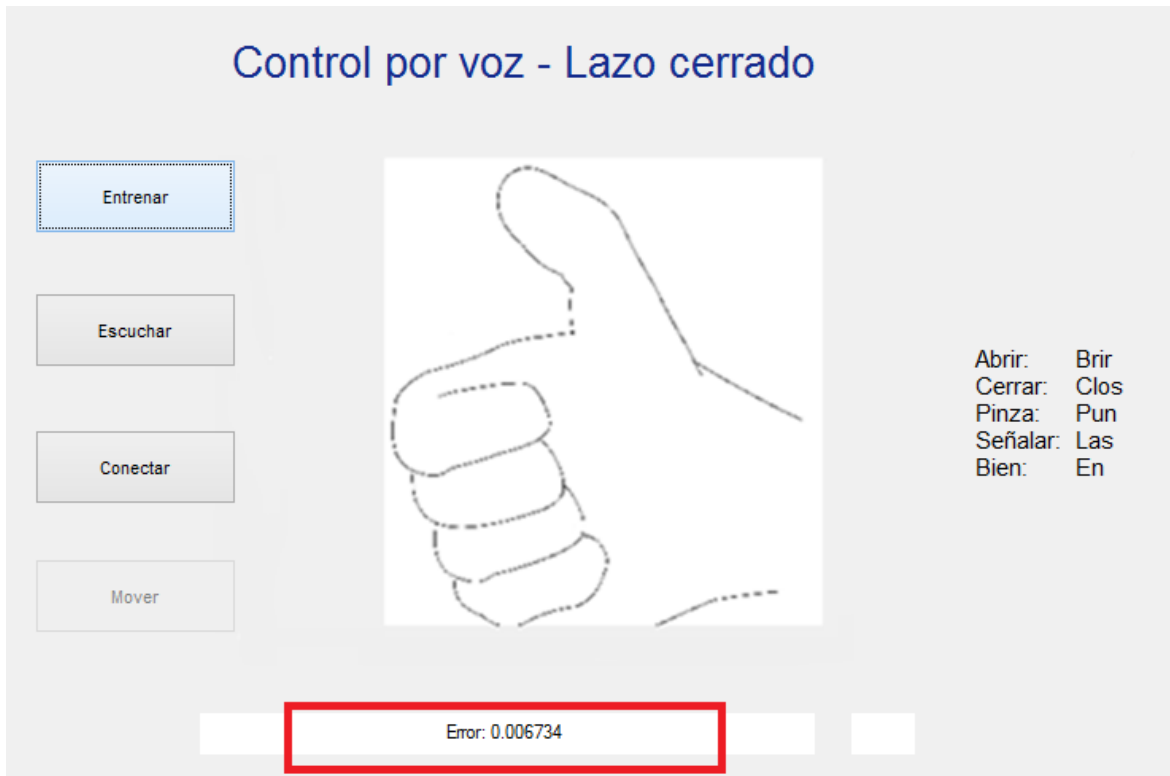 Control por voz - Lazo cerrado
Entrenar
Escuchar
Conectar
Mover
Abrir: Brir
Cerrar: Clos
Pinza: Pun
Señalar: Las
Bien: En
Error: 0.006734